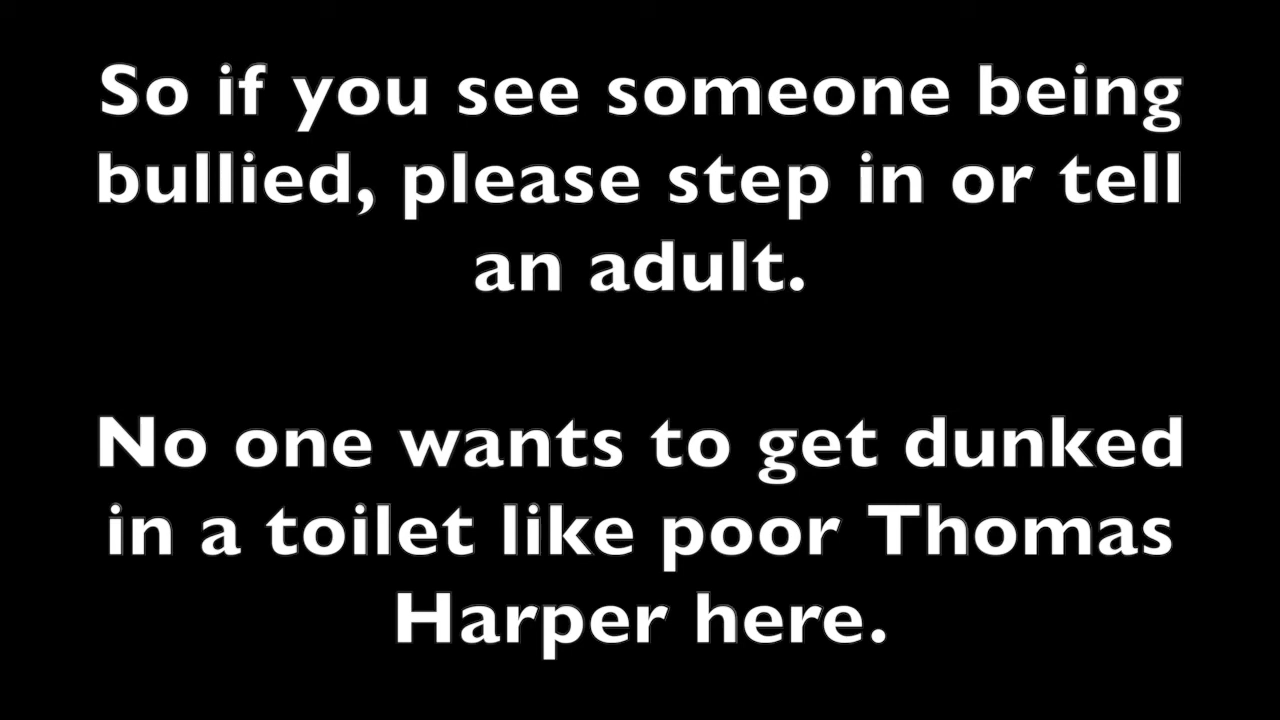 So if you see someone being
bullied, please step in or tell
an adult.
No one wants to get dunked
in a toilet like poor Thomas
Harper here.